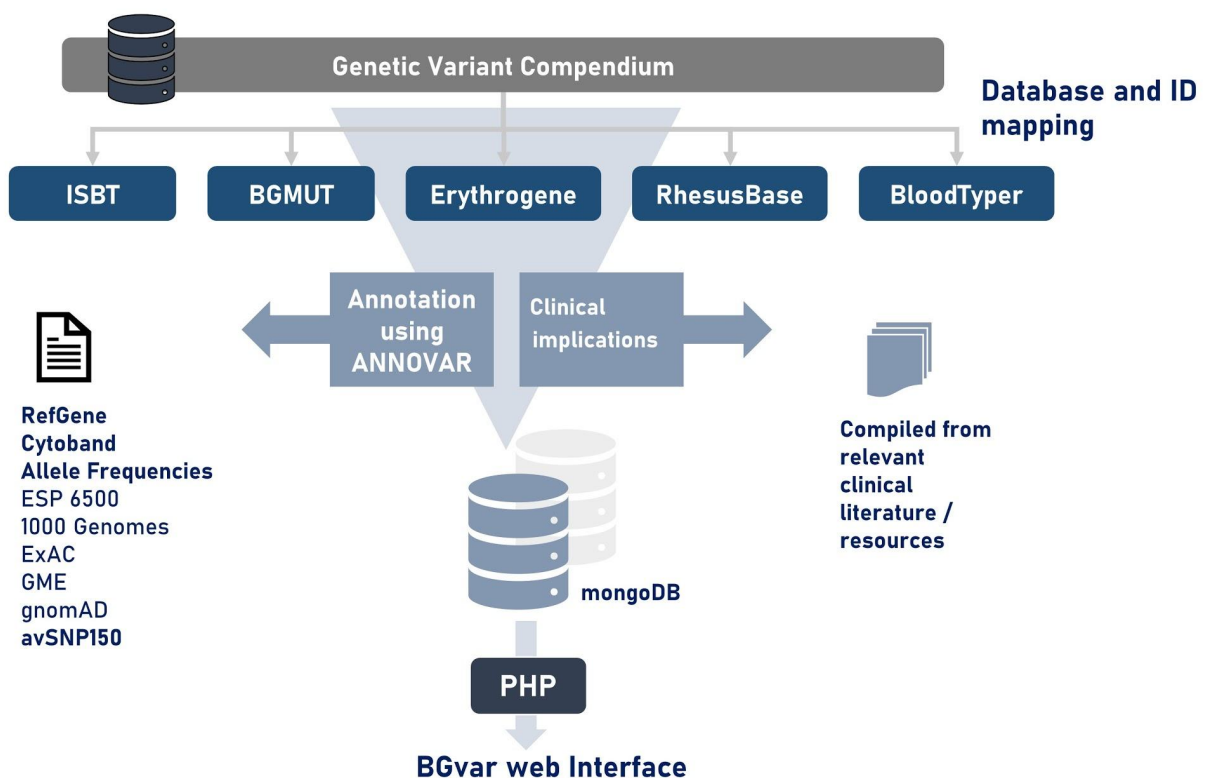 Genetic Variant Compendium
Database and ID
mapping
ISBT
BGMUT
Erythrogene
RhesusBase
BloodTyper
Annotation
using
ANNOVAR
Clinical
implications
RefGene
Cytoband
Allele Frequencies
ESP 6500
1000 Genomes
ExAC
GME
gnomAD
avSNP150
Compiled from
relevant
clinical
literature /
resources
mongoDB
PHP
BGvar web Interface